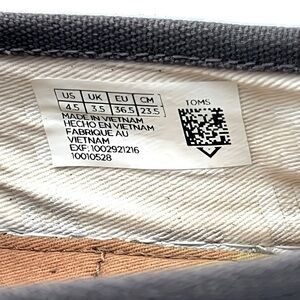 US UK EU CM
4.5 3.5 36.5 23.5
MADE IN VIETNAM
HECHO EN VIETNAM
FABRIQUE AU
VIETNAM
EXF: 1002921216
10010528
TOMS